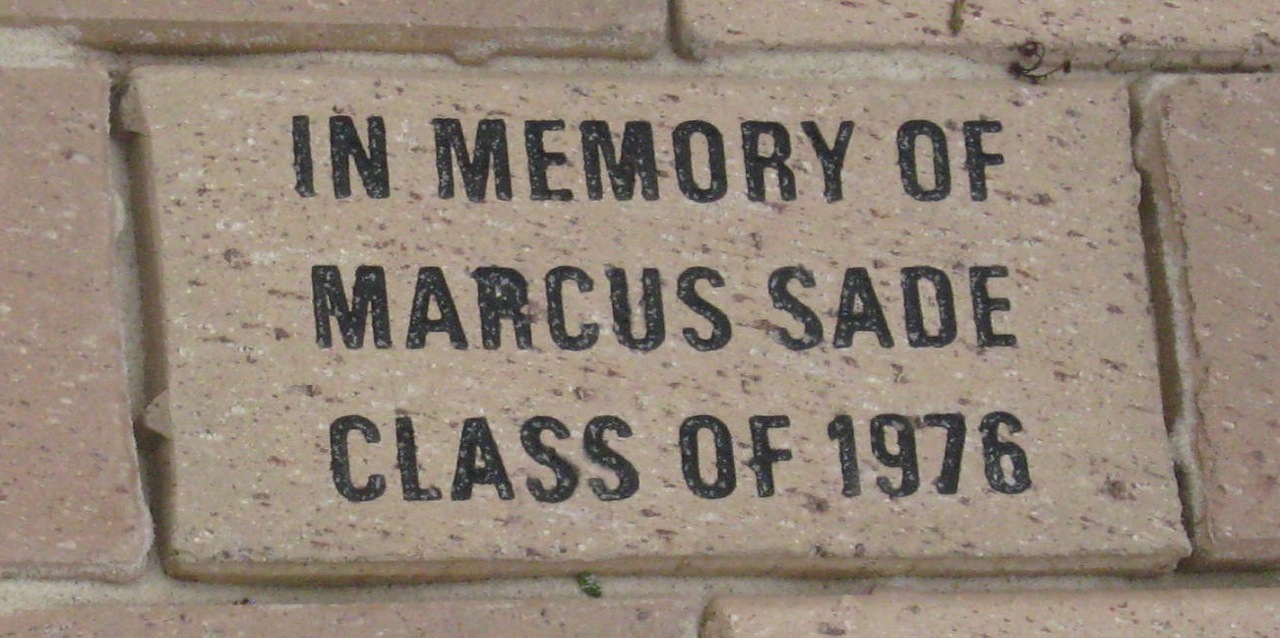 IN MEMORY OF
MARCUS SADE
CLASS OF 1976